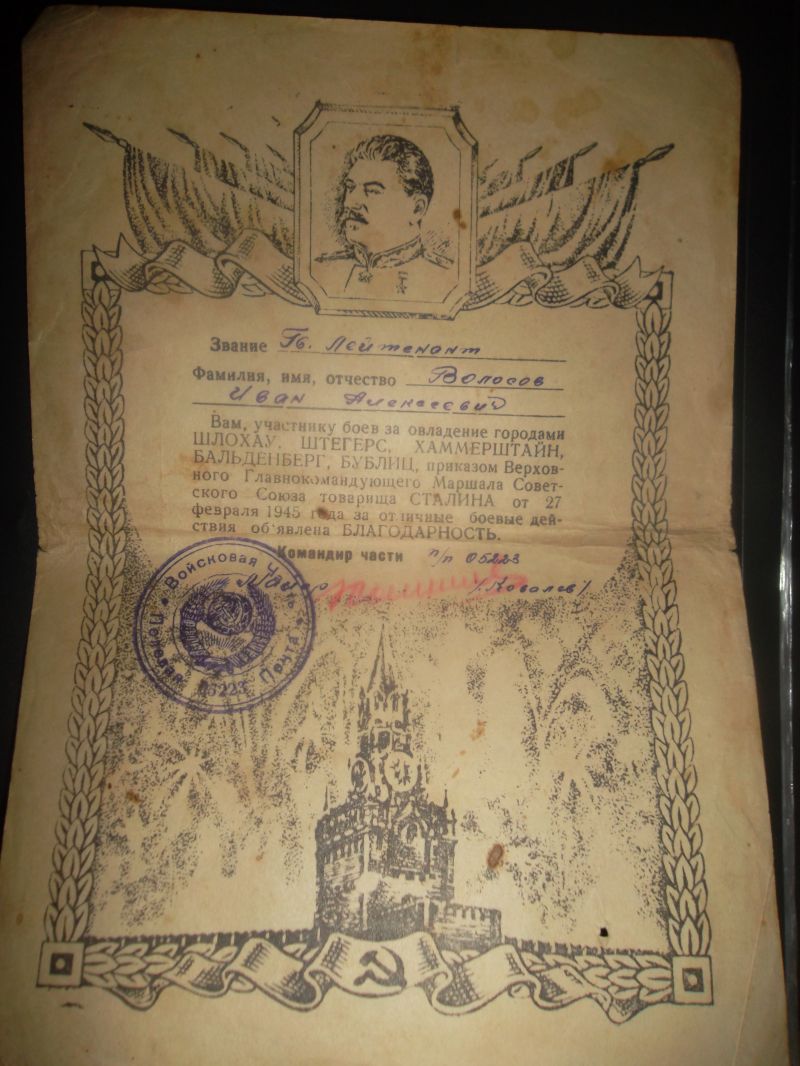 Звание Гв. Лейтенант
Фамилия, имя, отчество Волосов
Иван Алексеевич
Вам, участнику боев за овладение городами
ШЛОХАУ, ШТЕГЕРС, ХАММЕРШТАЙН,
БАЛЬДЕНБЕРГ, БУБЛИЦ, приказом Верхов-
ного Главнокомандующего Маршала Совет-
ского Союза товарища СТАЛИНА от 27
февраля 1945 года за отличные боевые дей-
ствия об'явлена БЛАГОДАРНОСТЬ.
Командир части п/п 05223
/Ковалев/
Войсковая часть Полевая Почта 05223